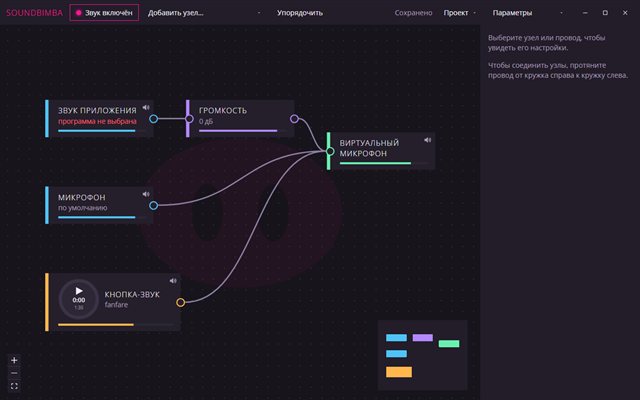 SOUNDBIMBA
Звук включён
Добавить узел...
Упорядочить
Сохранено
Проект
Параметры
Выберите узел или провод, чтобы
увидеть его настройки.
Чтобы соединить узлы, протяните
провод от кружка справа к кружку слева.
ЗВУК ПРИЛОЖЕНИЯ
программа не выбрана
ГРОМКОСТЬ
0 дБ
ВИРТУАЛЬНЫЙ
МИКРОФОН
МИКРОФОН
по умолчанию
КНОПКА-ЗВУК
fanfare
0:00
1:30